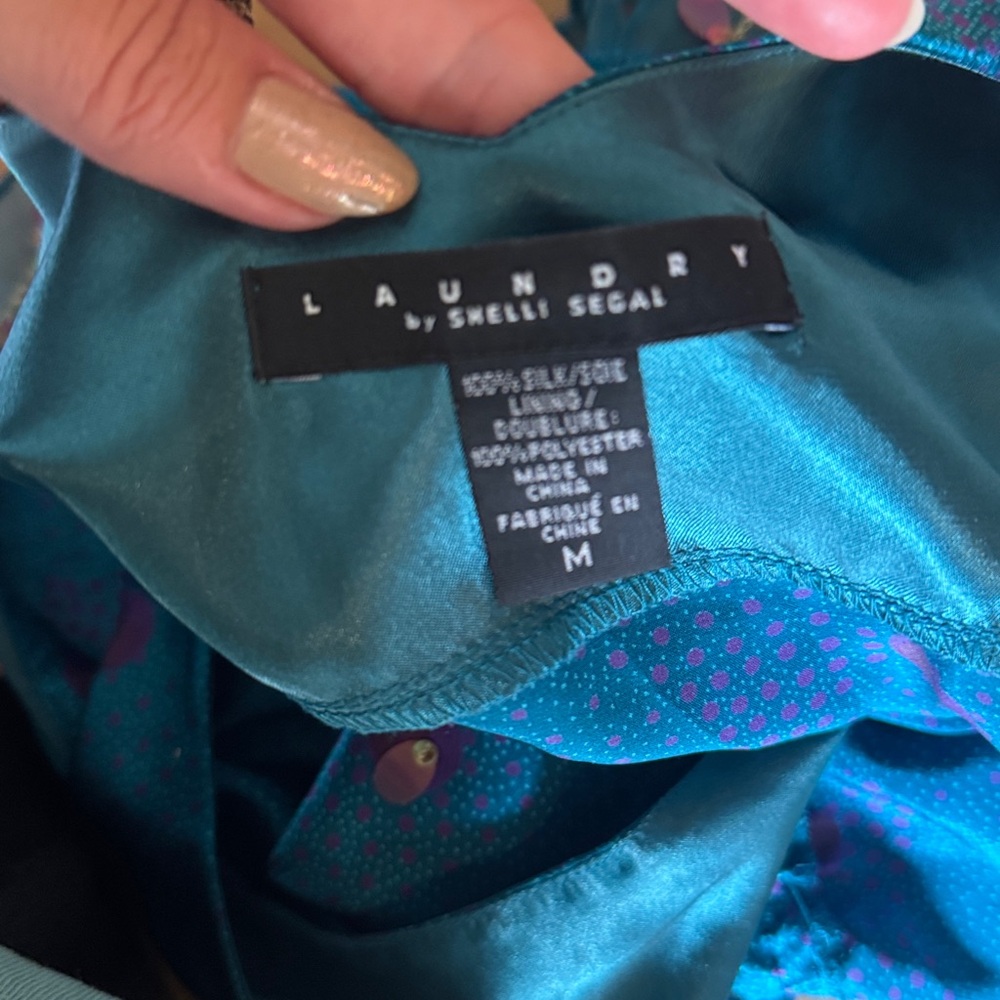 LAUNDRY
by SHELLI SEGAL
100% SILK/SOIE
LINING/
DOUBLURE:
100% POLYESTER
MADE IN
CHINA
FABRIQUÉ EN
CHINE
M